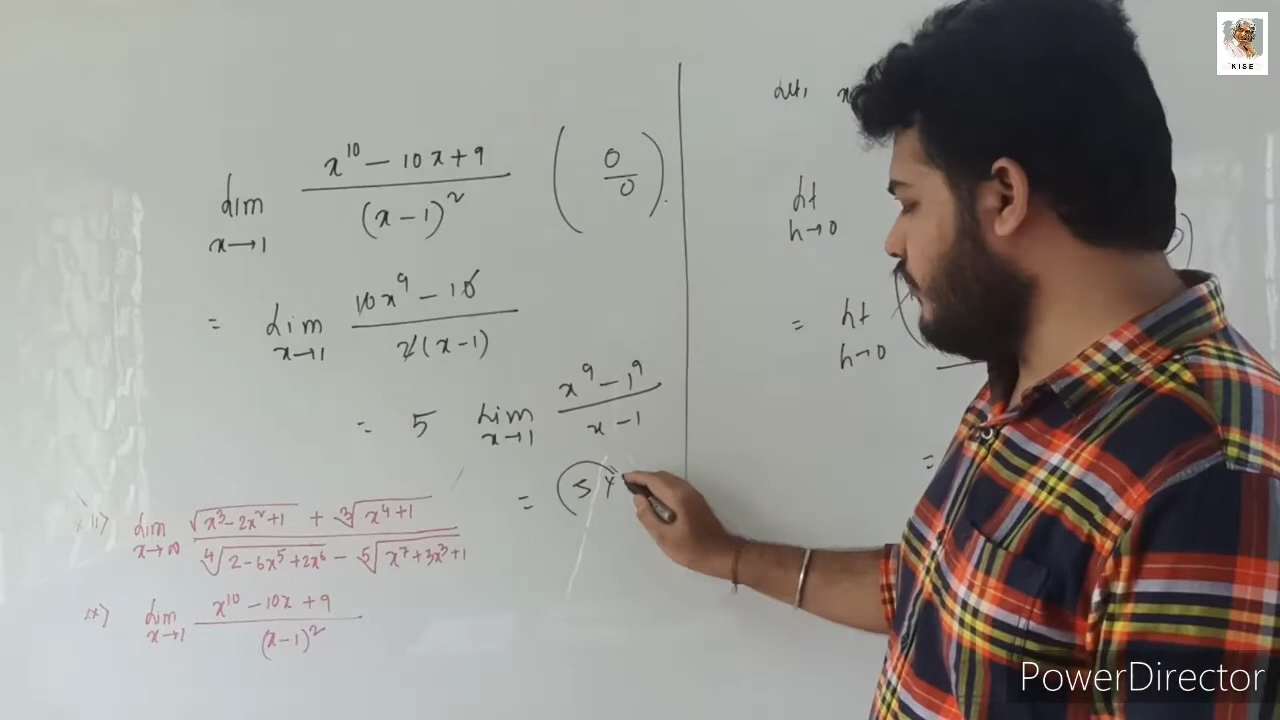 lim x→1 (x^10 - 10x + 9)/(x - 1)^2 (0/0).
= lim x→1 (10x^9 - 10)/(2(x - 1))
= 5 lim x→1 (x^9 - 1^9)/(x - 1)
= (5
lim x→∞ (√(x^3 - 2x^2 + 1) + ∛(x^4 + 1))/(∜(2 - 6x^5 + 2x^6) - ⁵√(x^7 + 3x^3 + 1))
lim x→1 (x^10 - 10x + 9)/(x - 1)^2
Lt h→0
= Lt h→0
=
KISE
PowerDirector